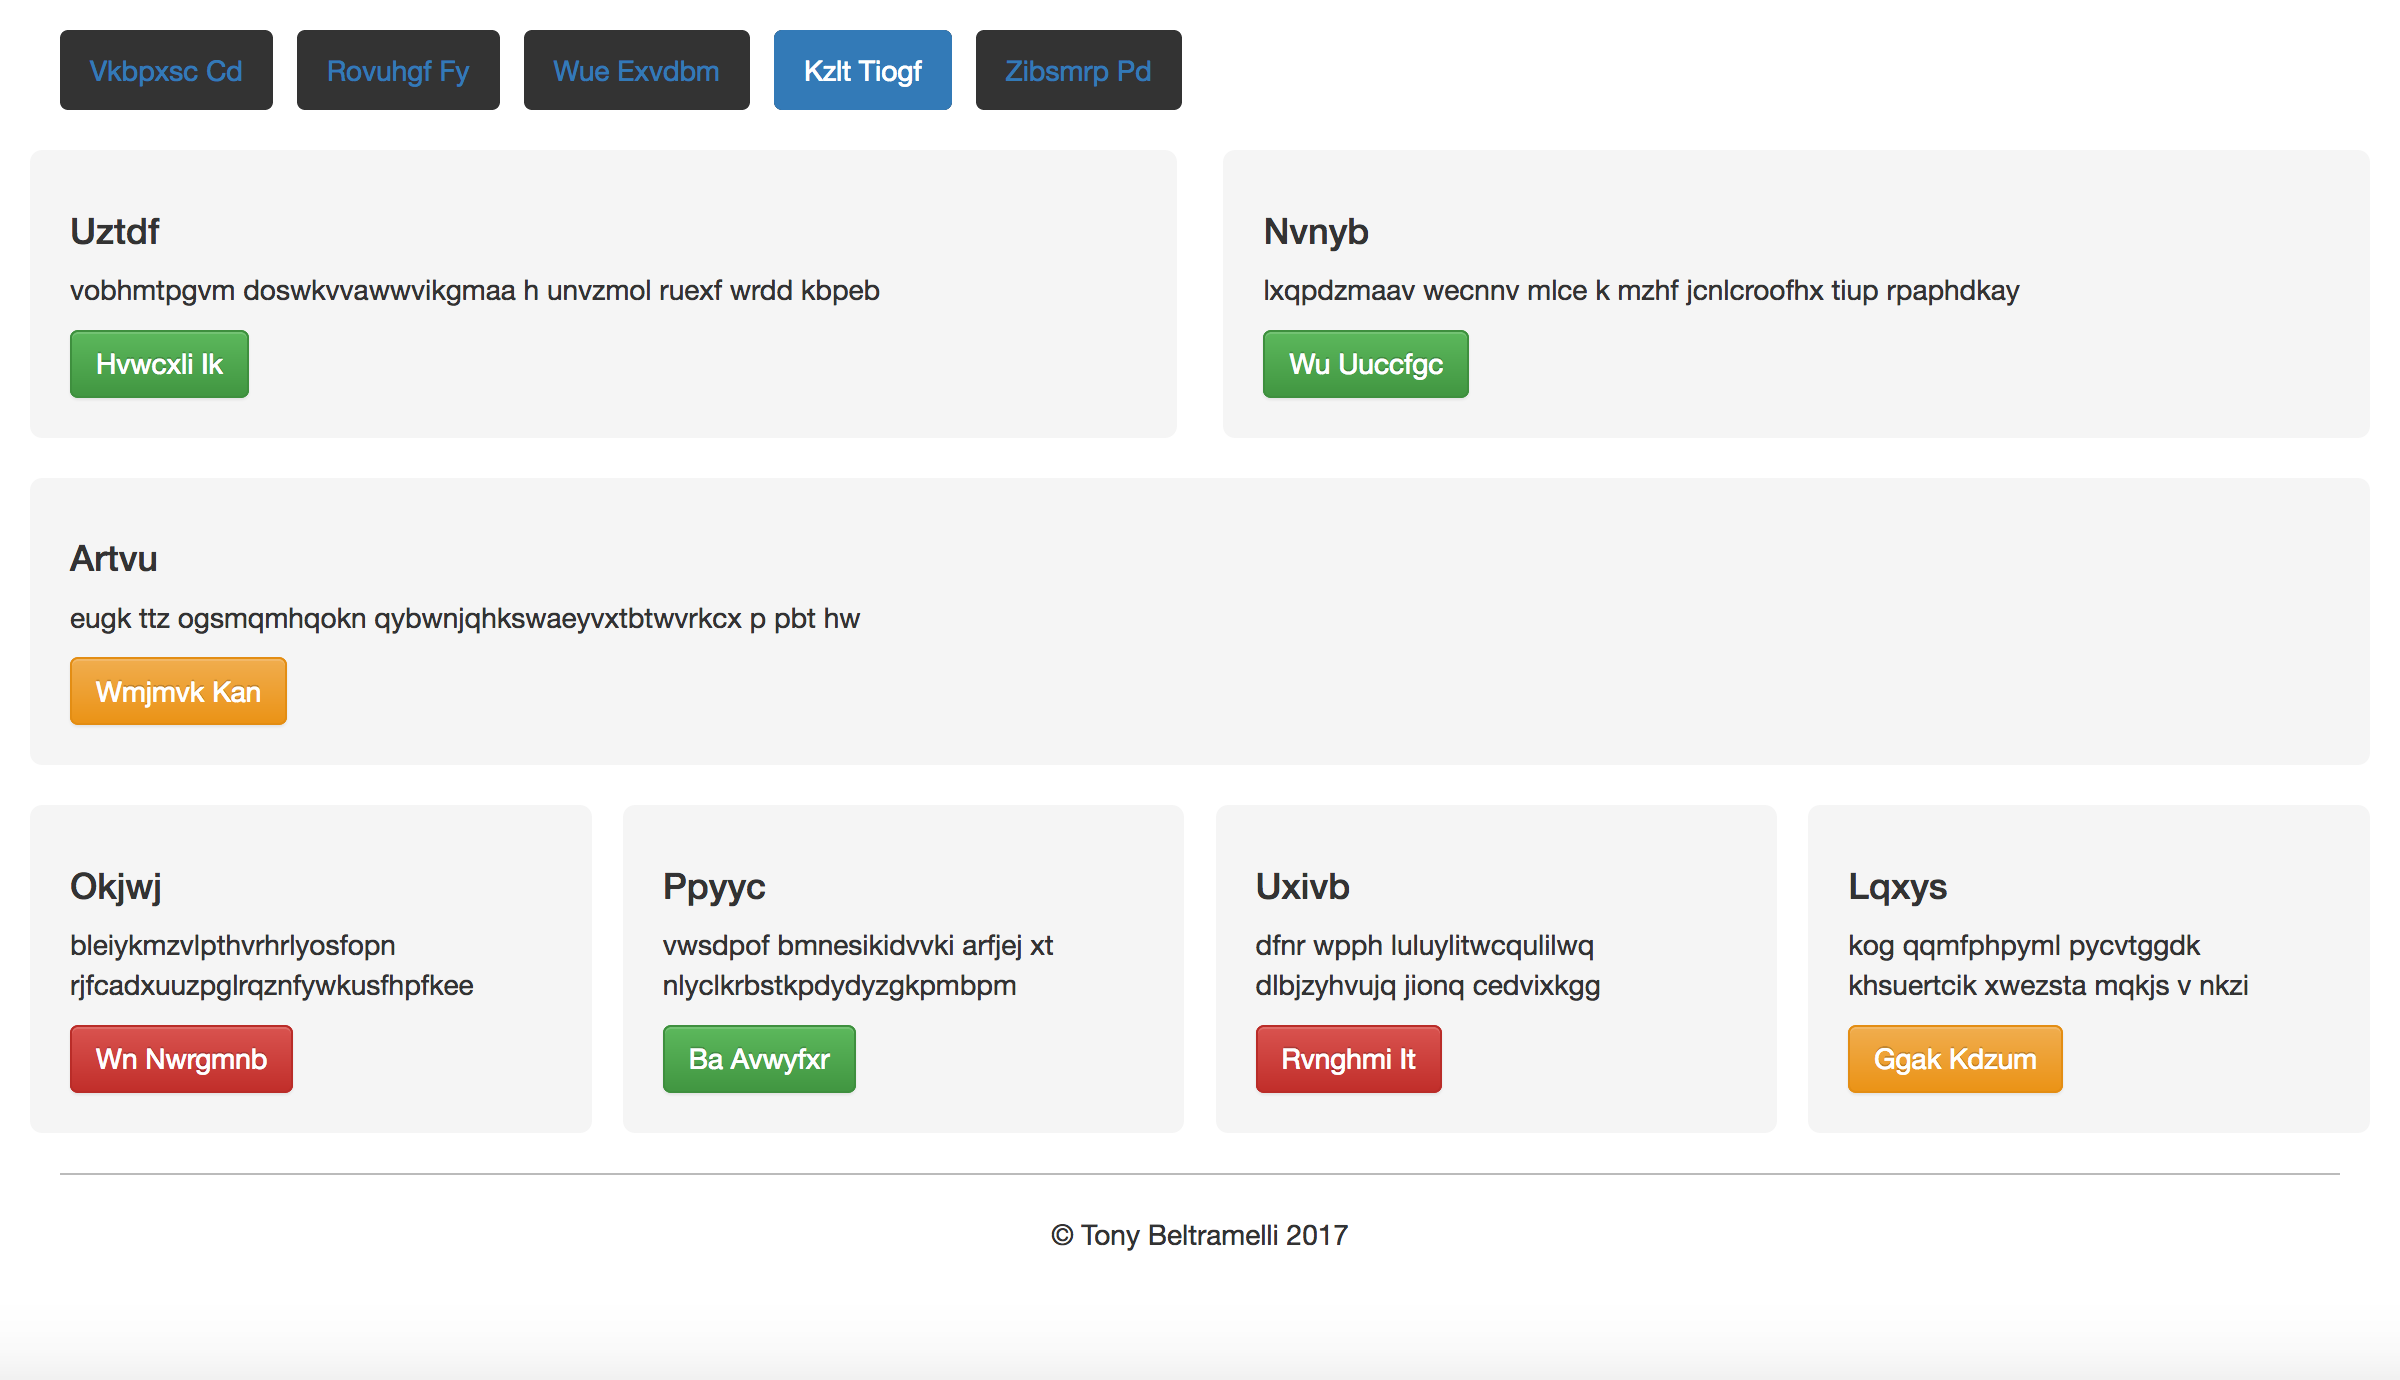 Vkbpxsc Cd Rovuhgf Fy Wue Exvdbm Kzlt Tiogf Zibsmrp Pd
Uztdf
vobhmtpgvm doswkvvawwvikgmaa h unvzmol ruexf wrdd kbpeb
Hvwcxli Ik
Nvnyb
lxqpdzmaav wecnnv mlce k mzhf jcnlcroofhx tiup rpaphdkay
Wu Uuccfgc
Artvu
eugk ttz ogsmqmhqokn qybwnjqhkswaeyvxtbtwvrkcx p pbt hw
Wmjmvk Kan
Okjwj
bleiykmzvlpthvrhrlyosfopn
rjfcadxuuzpglrqznfywkusfhpfkee
Wn Nwrgmnb
Ppyyc
vwsdpof bmnesikidvvki arfjej xt
nlyclkrbstkpdydyzgkpmbpm
Ba Avwyfxr
Uxivb
dfnr wpph luluylitwcqulilwq
dlbjzyhvujq jionq cedvixkgg
Rvnghmi It
Lqxys
kog qqmfphpyml pycvtggdk
khsuertcik xwezsta mqkjs v nkzi
Ggak Kdzum
© Tony Beltramelli 2017